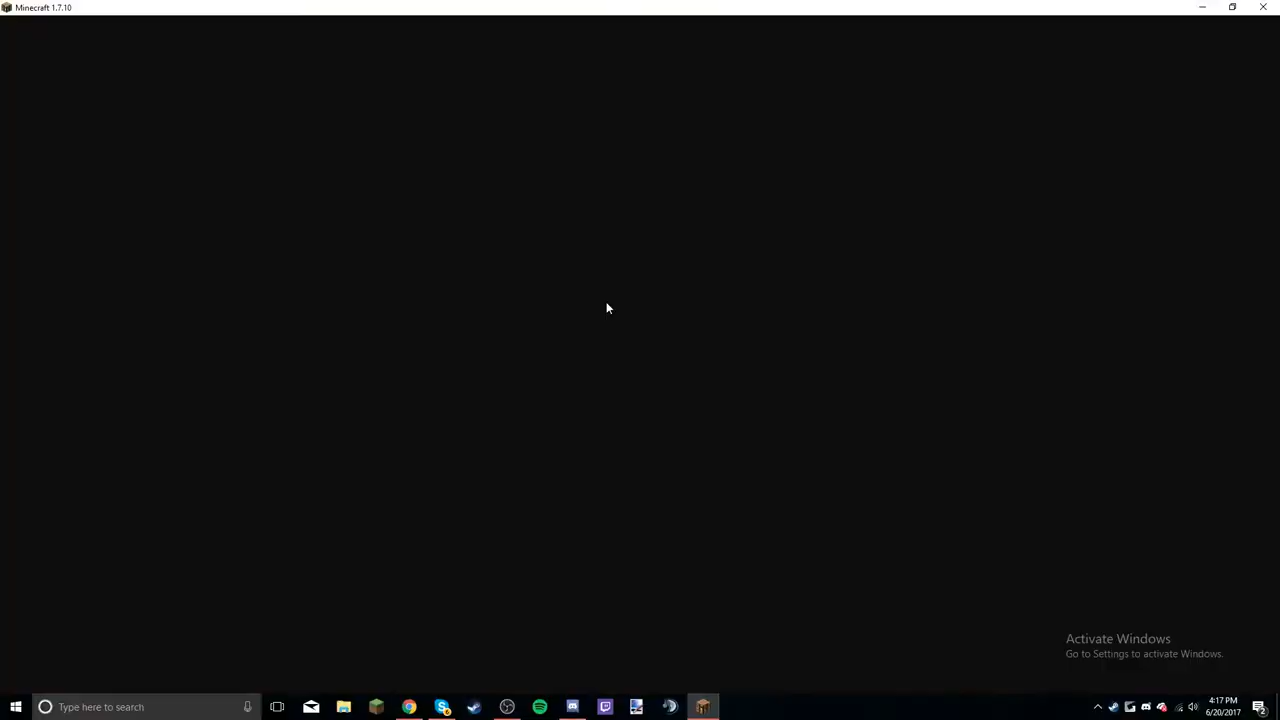 Minecraft 1.7.10
Activate Windows
Go to Settings to activate Windows.
Type here to search
4:17 PM
6/20/2017
2